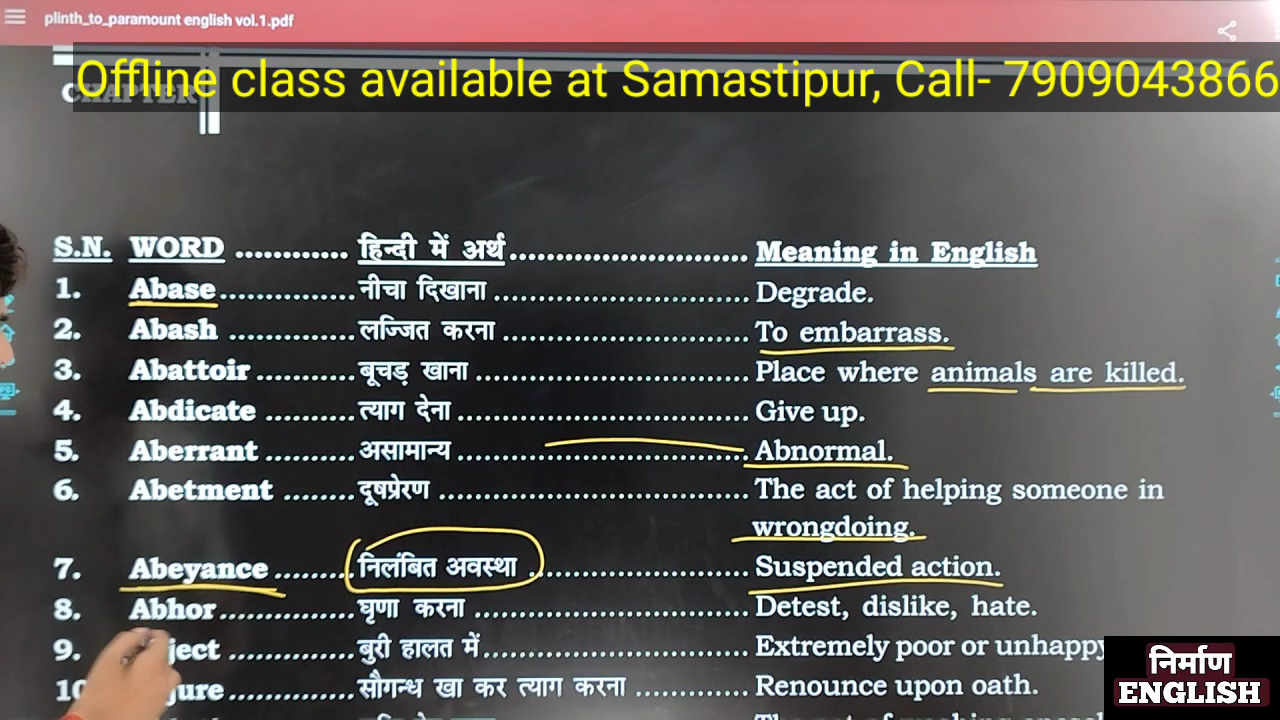 plinth_to_paramount english vol.1.pdf
Offline class available at Samastipur, Call- 7909043866
CHAPTER
S.N. WORD ............ हिन्दी में अर्थ .......................... Meaning in English
1. Abase ............... नीचा दिखाना ............................ Degrade.
2. Abash .............. लज्जित करना ........................... To embarrass.
3. Abattoir ........... बूचड़ खाना .............................. Place where animals are killed.
4. Abdicate .......... त्याग देना ................................ Give up.
5. Aberrant .......... असामान्य ................................ Abnormal.
6. Abetment ........ दूषप्रेरण .................................. The act of helping someone in
wrongdoing.
7. Abeyance ......... निलंबित अवस्था ........................ Suspended action.
8. Abhor ............... घृणा करना .............................. Detest, dislike, hate.
9. ject .............. बुरी हालत में ............................. Extremely poor or unhappy
10 jure .............. सौगन्ध खा कर त्याग करना ............. Renounce upon oath.
निर्माण
ENGLISH